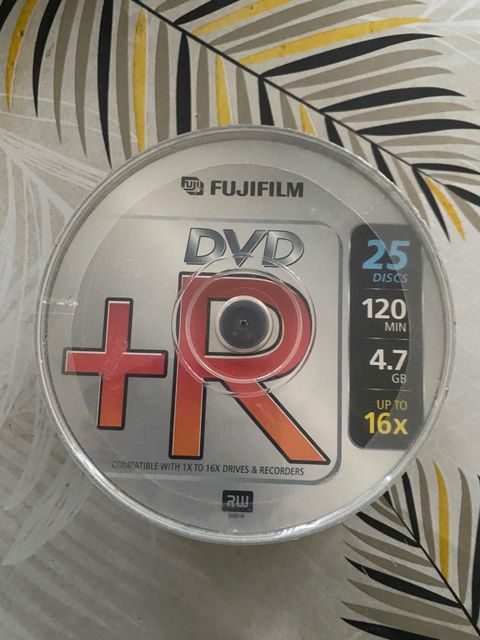 FUJIFILM
DVD
+R
25
DISCS
120
MIN
4.7
GB
UP TO
16x
COMPATIBLE WITH 1X TO 16X DRIVES & RECORDERS
RW